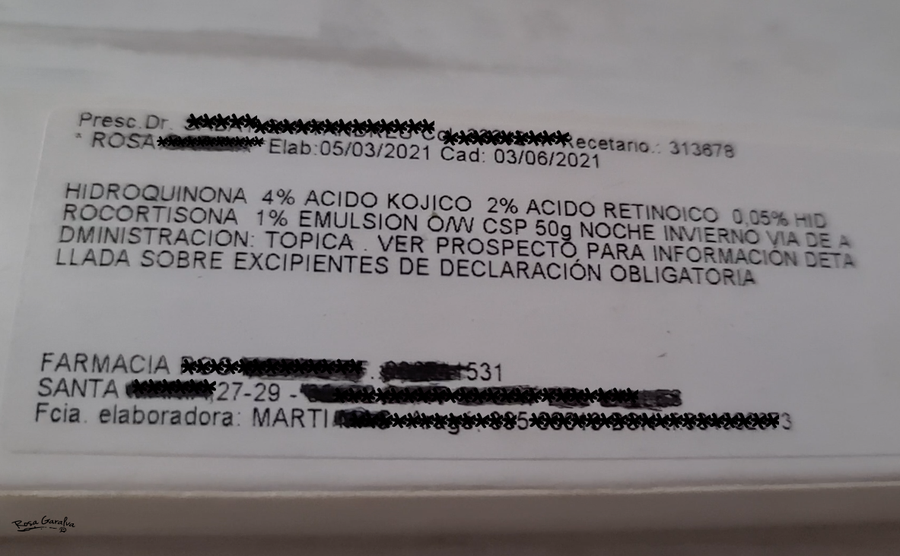 Presc.Dr. Recetario.: 313678
* ROSA Elab:05/03/2021 Cad: 03/06/2021
HIDROQUINONA 4% ACIDO KOJICO 2% ACIDO RETINOICO 0,05% HID
ROCORTISONA 1% EMULSION O/W CSP 50g NOCHE INVIERNO VIA DE A
DMINISTRACION: TOPICA . VER PROSPECTO PARA INFORMACION DETA
LLADA SOBRE EXCIPIENTES DE DECLARACIÓN OBLIGATORIA
FARMACIA 531
SANTA 27-29 -
Fcia. elaboradora: MARTI
Rosa Garalva